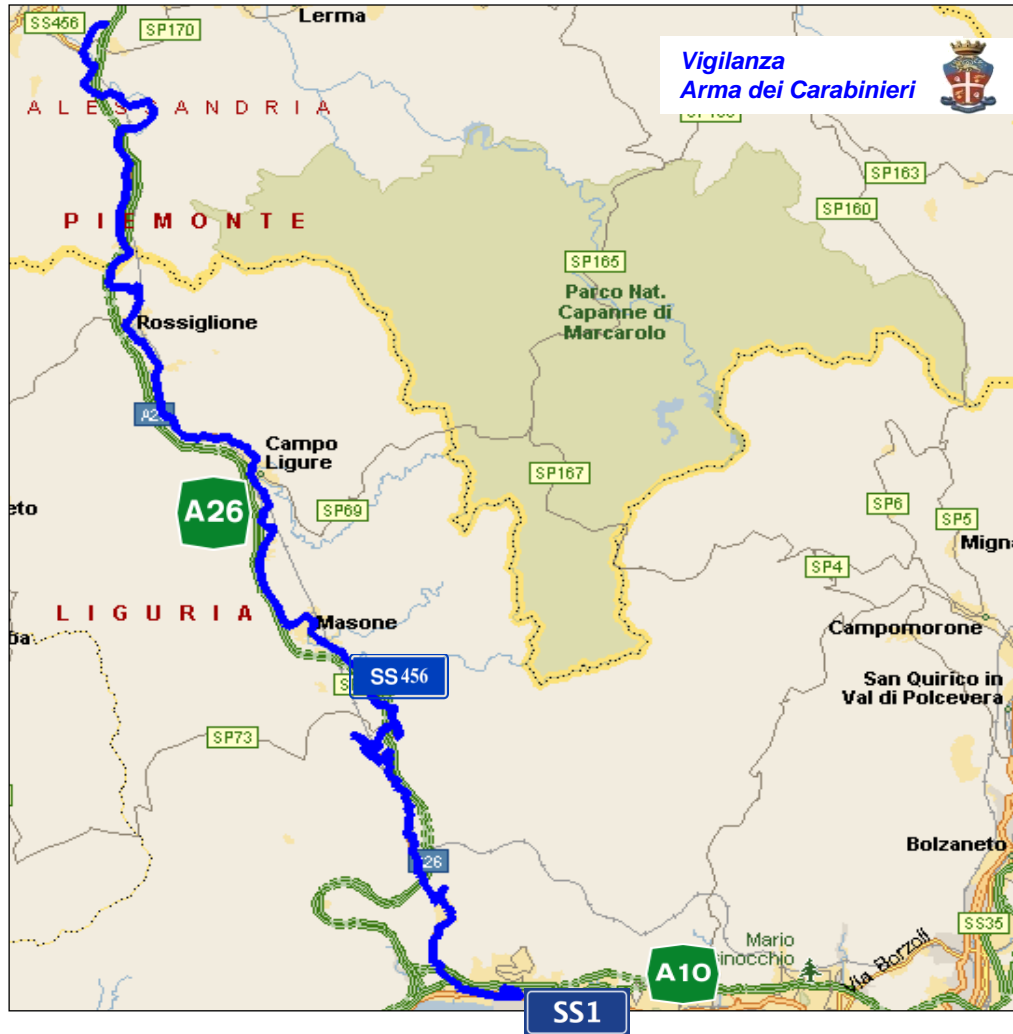 SS456
SP170
Lerma
Vigilanza
Arma dei Carabinieri
ALESSANDRIA
SP163
SP160
PIEMONTE
SP165
Parco Nat.
Capanne di
Marcarolo
Rossiglione
Campo
Ligure
SP167
A26
SP69
SP6
SP5
eto
Migna
SP4
LIGURIA
Masone
Campomorone
SS 456
San Quirico in
Val di Polcevera
SP73
Bolzaneto
SS35
Mario
inocchio
Via Borzoli
A10
SS1